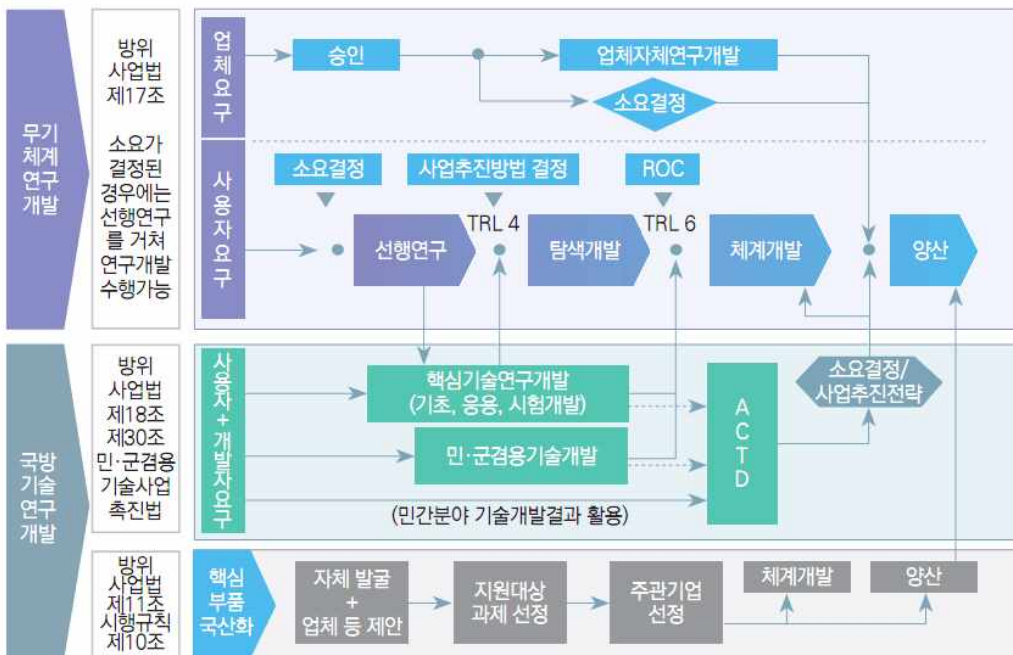 무기
체계
연구
개발
방위
사업법
제17조
소요가
결정된
경우에는
선행연구
를 거쳐
연구개발
수행가능
업체요구
승인
업체자체연구개발
소요결정
사용자요구
소요결정
사업추진방법 결정
ROC
TRL 4
TRL 6
선행연구
탐색개발
체계개발
양산
국방
기술
연구
개발
방위
사업법
제18조
제30조
민·군겸용
기술사업
촉진법
사용자+개발자요구
핵심기술연구개발
(기초, 응용, 시험개발)
민·군겸용기술개발
(민간분야 기술개발결과 활용)
ACTD
소요결정/
사업추진전략
방위
사업법
제11조
시행규칙
제10조
핵심
부품
국산화
자체 발굴
+
업체 등 제안
지원대상
과제 선정
주관기업
선정
체계개발
양산